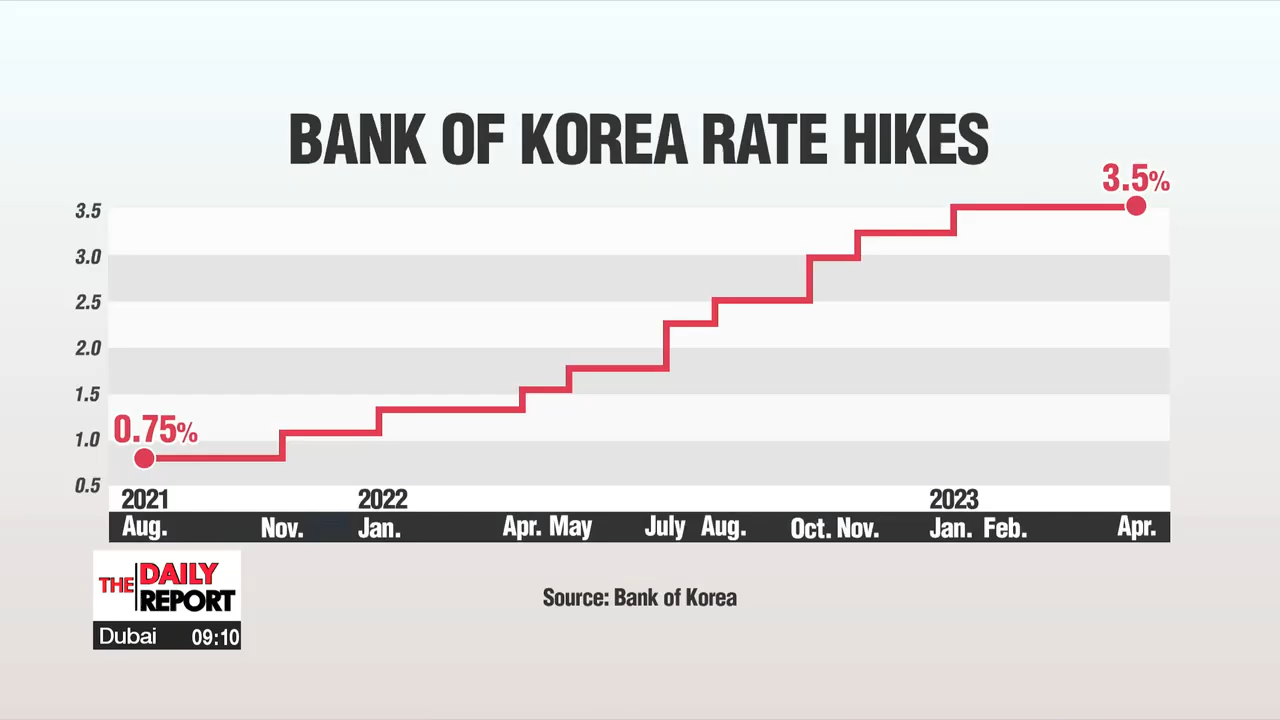 BANK OF KOREA RATE HIKES
3.5%
3.5
3.0
2.5
2.0
1.5
1.0
0.5
0.75%
2021 2022 2023
Aug. Nov. Jan. Apr. May July Aug. Oct. Nov. Jan. Feb. Apr.
THE DAILY REPORT
Dubai 09:10
Source: Bank of Korea